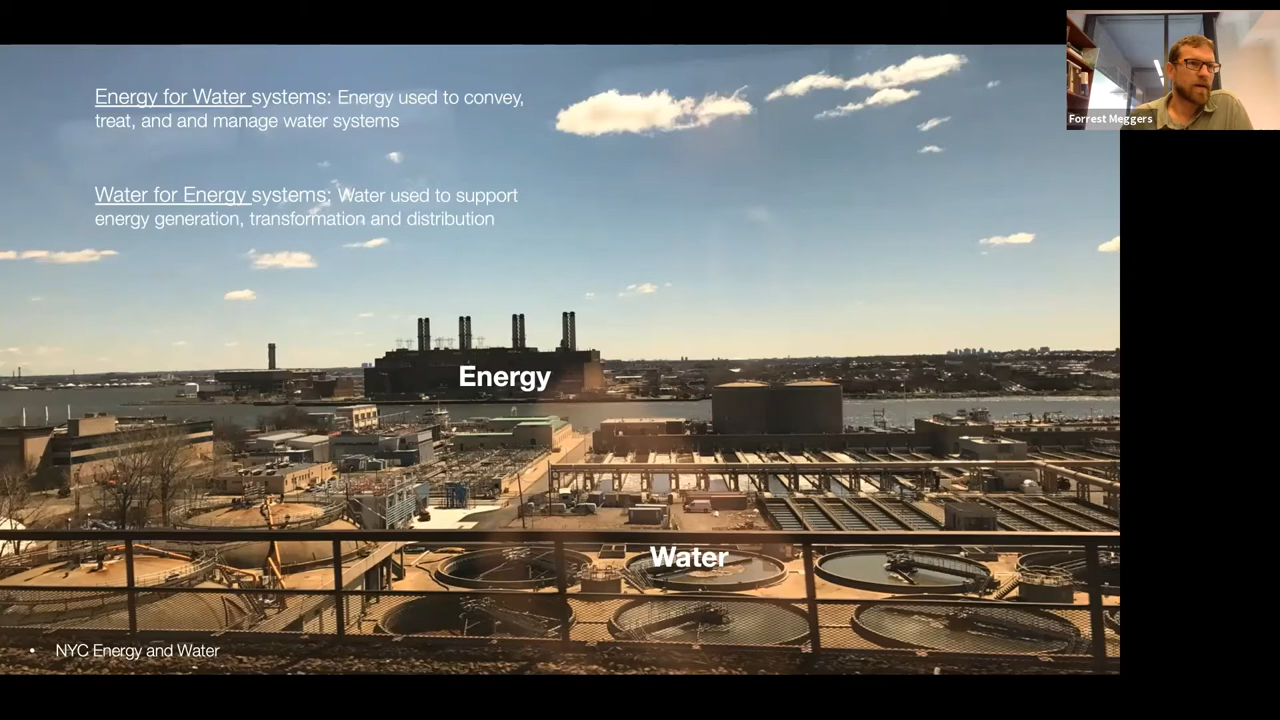 Energy for Water systems: Energy used to convey,
treat, and and manage water systems
Water for Energy systems: Water used to support
energy generation, transformation and distribution
Forrest Meggers
Energy
Water
• NYC Energy and Water